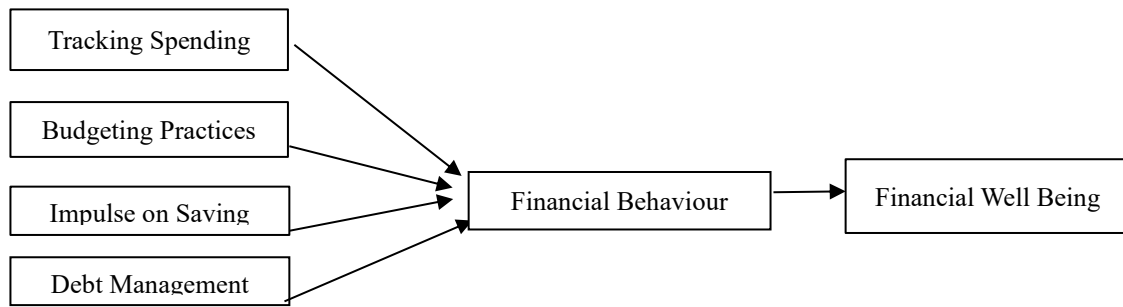 Tracking Spending
Budgeting Practices
Impulse on Saving
Debt Management
Financial Behaviour
Financial Well Being